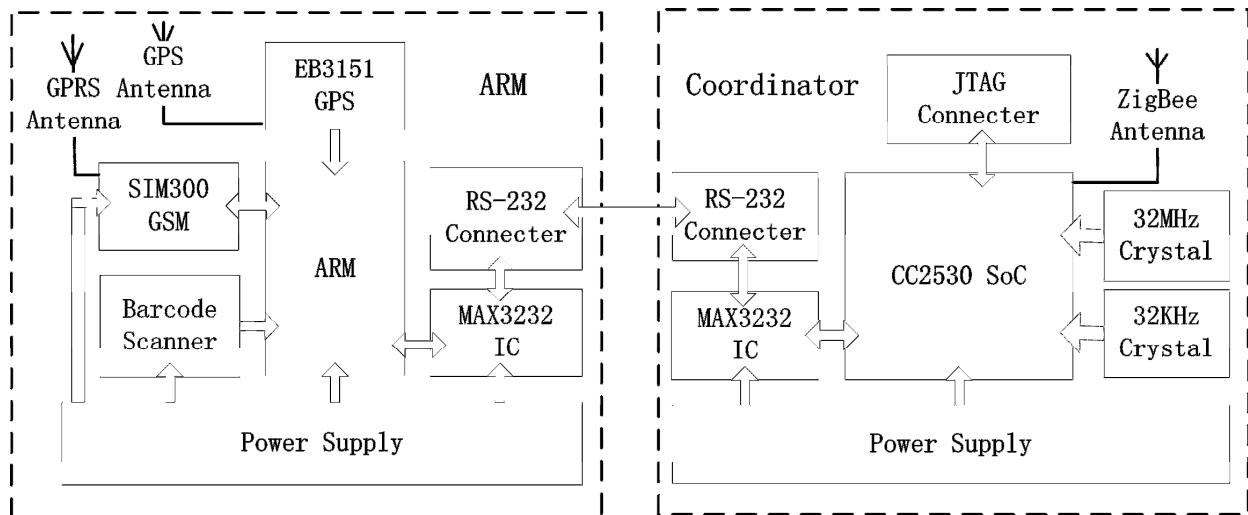 GPRS
Antenna
GPS
Antenna
EB3151
GPS
ARM
SIM300
GSM
ARM
RS-232
Connecter
Barcode
Scanner
MAX3232
IC
Power Supply
Coordinator
JTAG
Connecter
ZigBee
Antenna
RS-232
Connecter
CC2530 SoC
32MHz
Crystal
MAX3232
IC
32KHz
Crystal
Power Supply